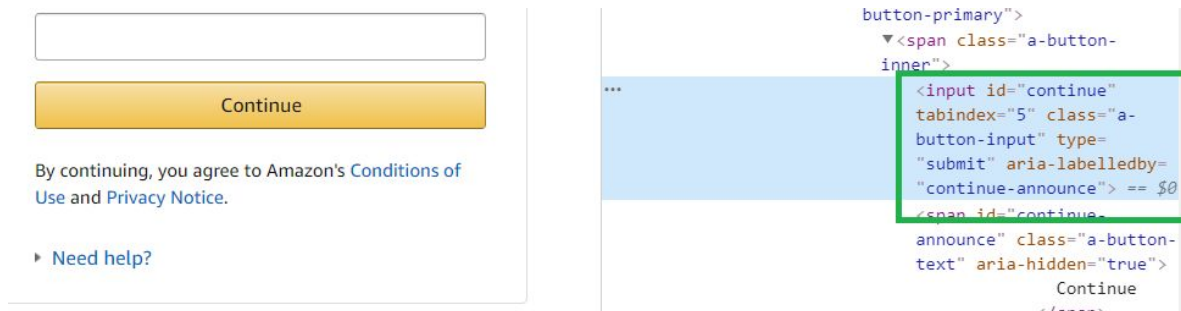 Continue
By continuing, you agree to Amazon's Conditions of
Use and Privacy Notice.
Need help?
button-primary">
▼<span class="a-button-
inner">
... <input id="continue"
tabindex="5" class="a-
button-input" type=
"submit" aria-labelledby=
"continue-announce"> == $0
<span id="continue-
announce" class="a-button-
text" aria-hidden="true">
Continue
</span>